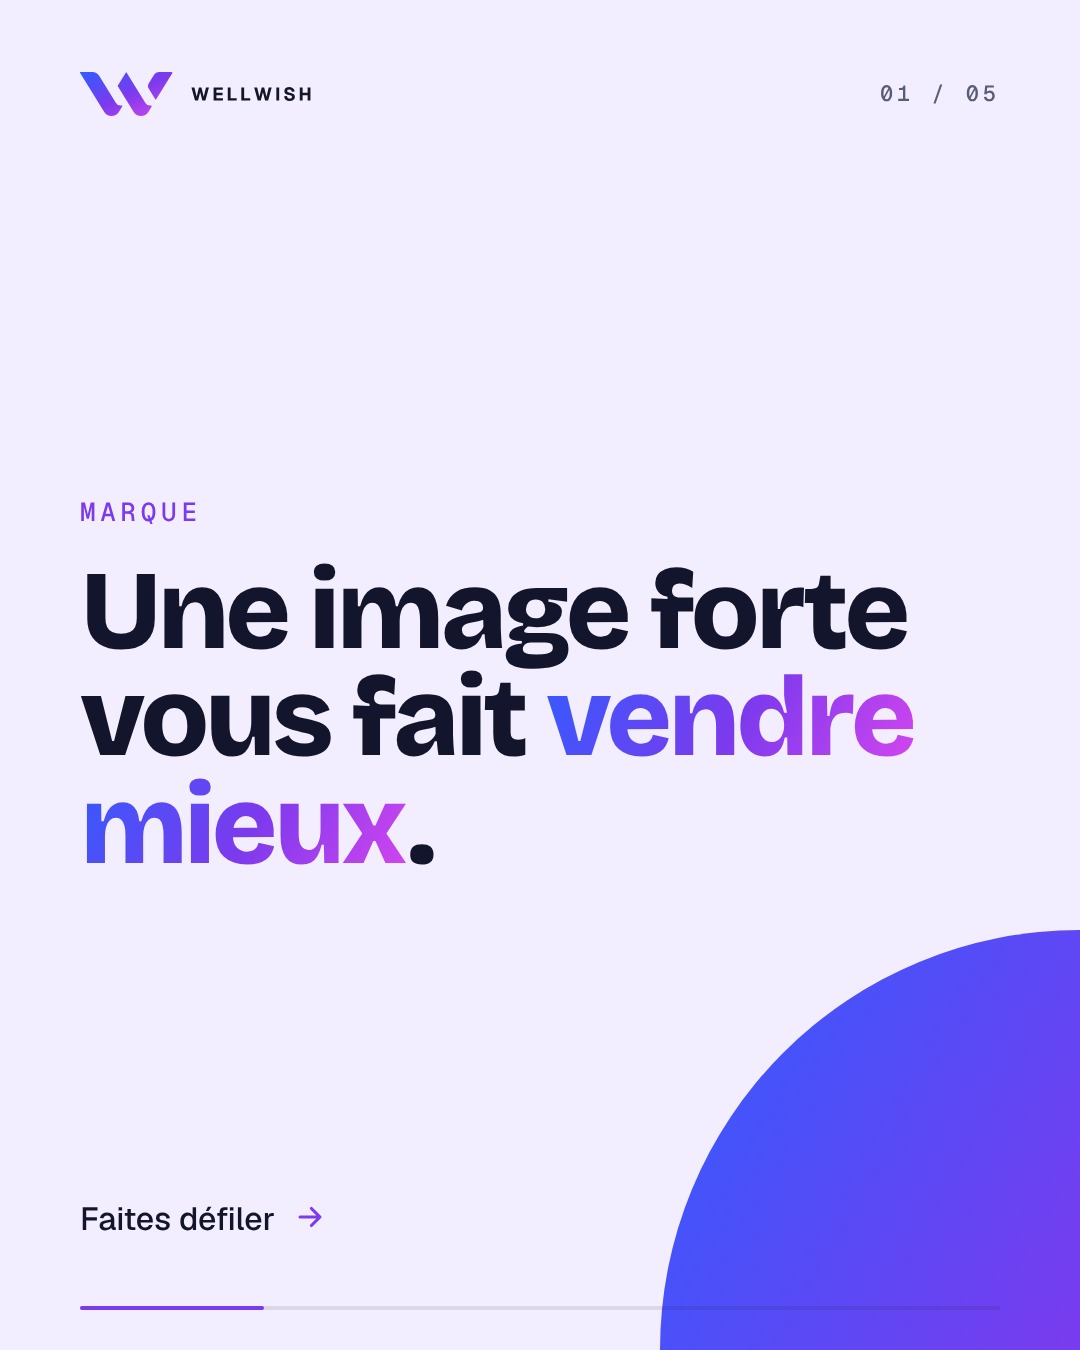 WELLWISH
01 / 05
MARQUE
Une image forte
vous fait vendre
mieux.
Faites défiler →